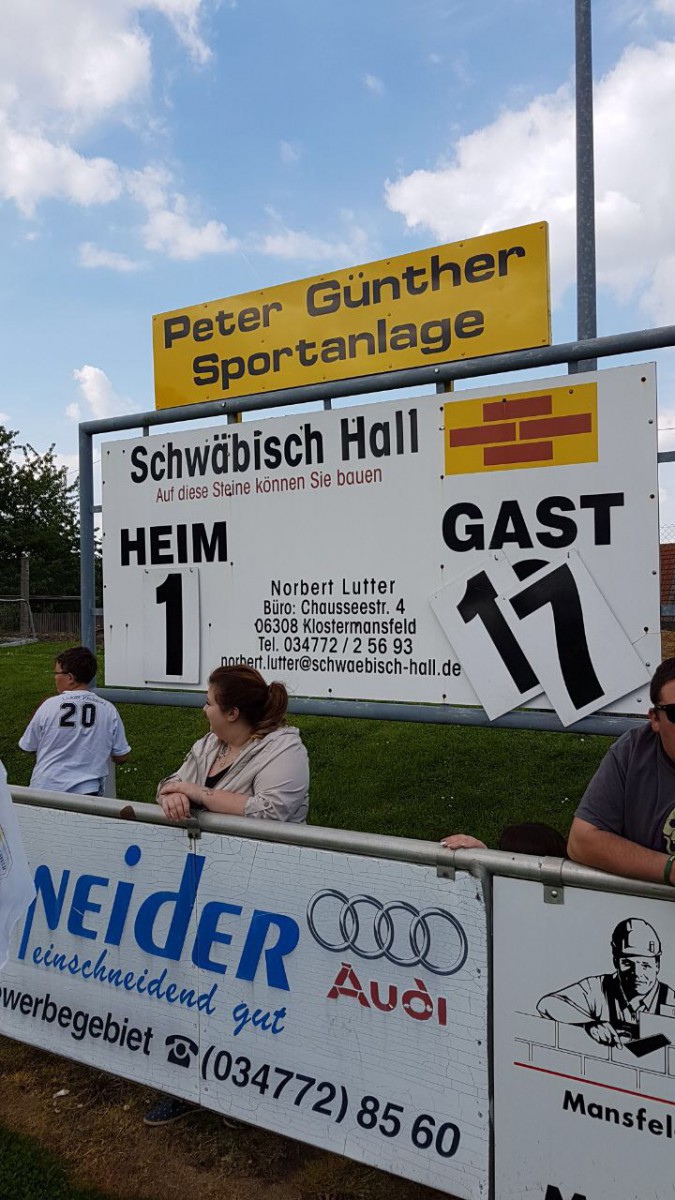 Peter Günther
Sportanlage
Schwäbisch Hall
Auf diese Steine können Sie bauen
HEIM
GAST
1
17
Norbert Lutter
Büro: Chausseestr. 4
06308 Klostermansfeld
Tel. 034772 / 2 56 93
norbert.lutter@schwaebisch-hall.de
20
NEIDER
einschneidend gut
Audi
ewerbegebiet ☎ (034772) 85 60
Mansfel